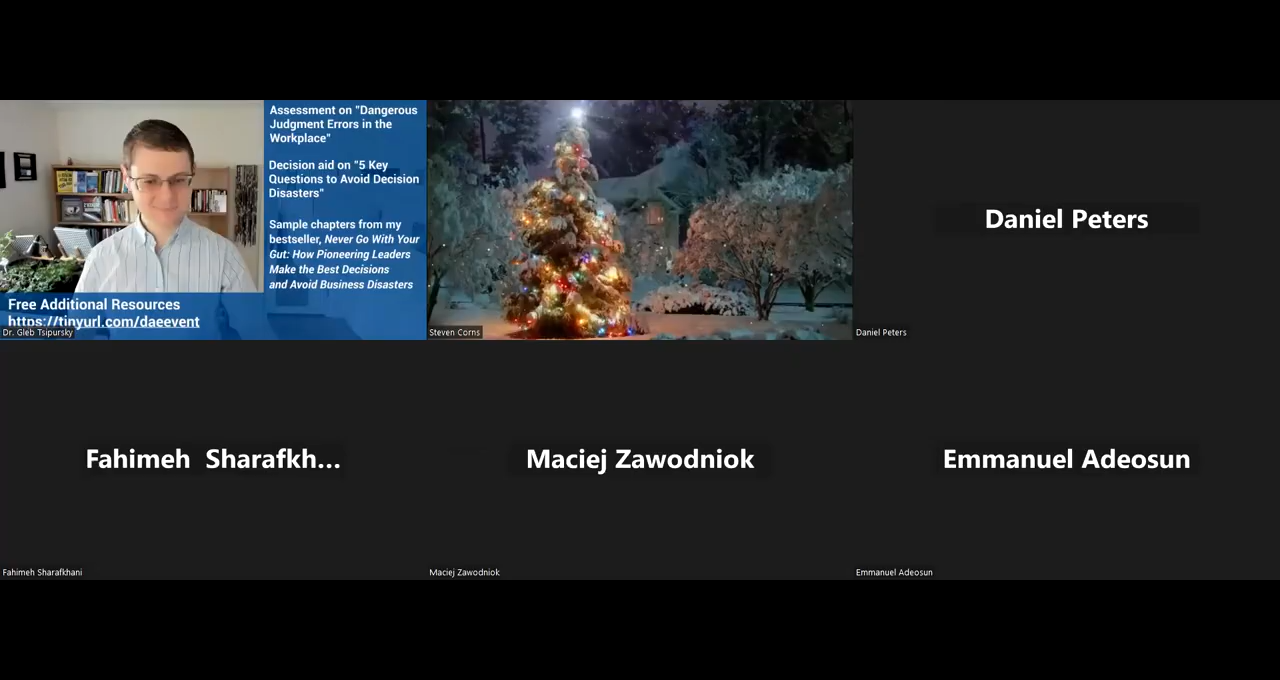 Assessment on "Dangerous
Judgment Errors in the
Workplace"
Decision aid on "5 Key
Questions to Avoid Decision
Disasters"
Sample chapters from my
bestseller, Never Go With Your
Gut: How Pioneering Leaders
Make the Best Decisions
and Avoid Business Disasters
Free Additional Resources
https://tinyurl.com/daeevent
Dr. Gleb Tsipursky
Steven Corns
Daniel Peters
Daniel Peters
Fahimeh Sharafkh...
Fahimeh Sharafkhani
Maciej Zawodniok
Maciej Zawodniok
Emmanuel Adeosun
Emmanuel Adeosun